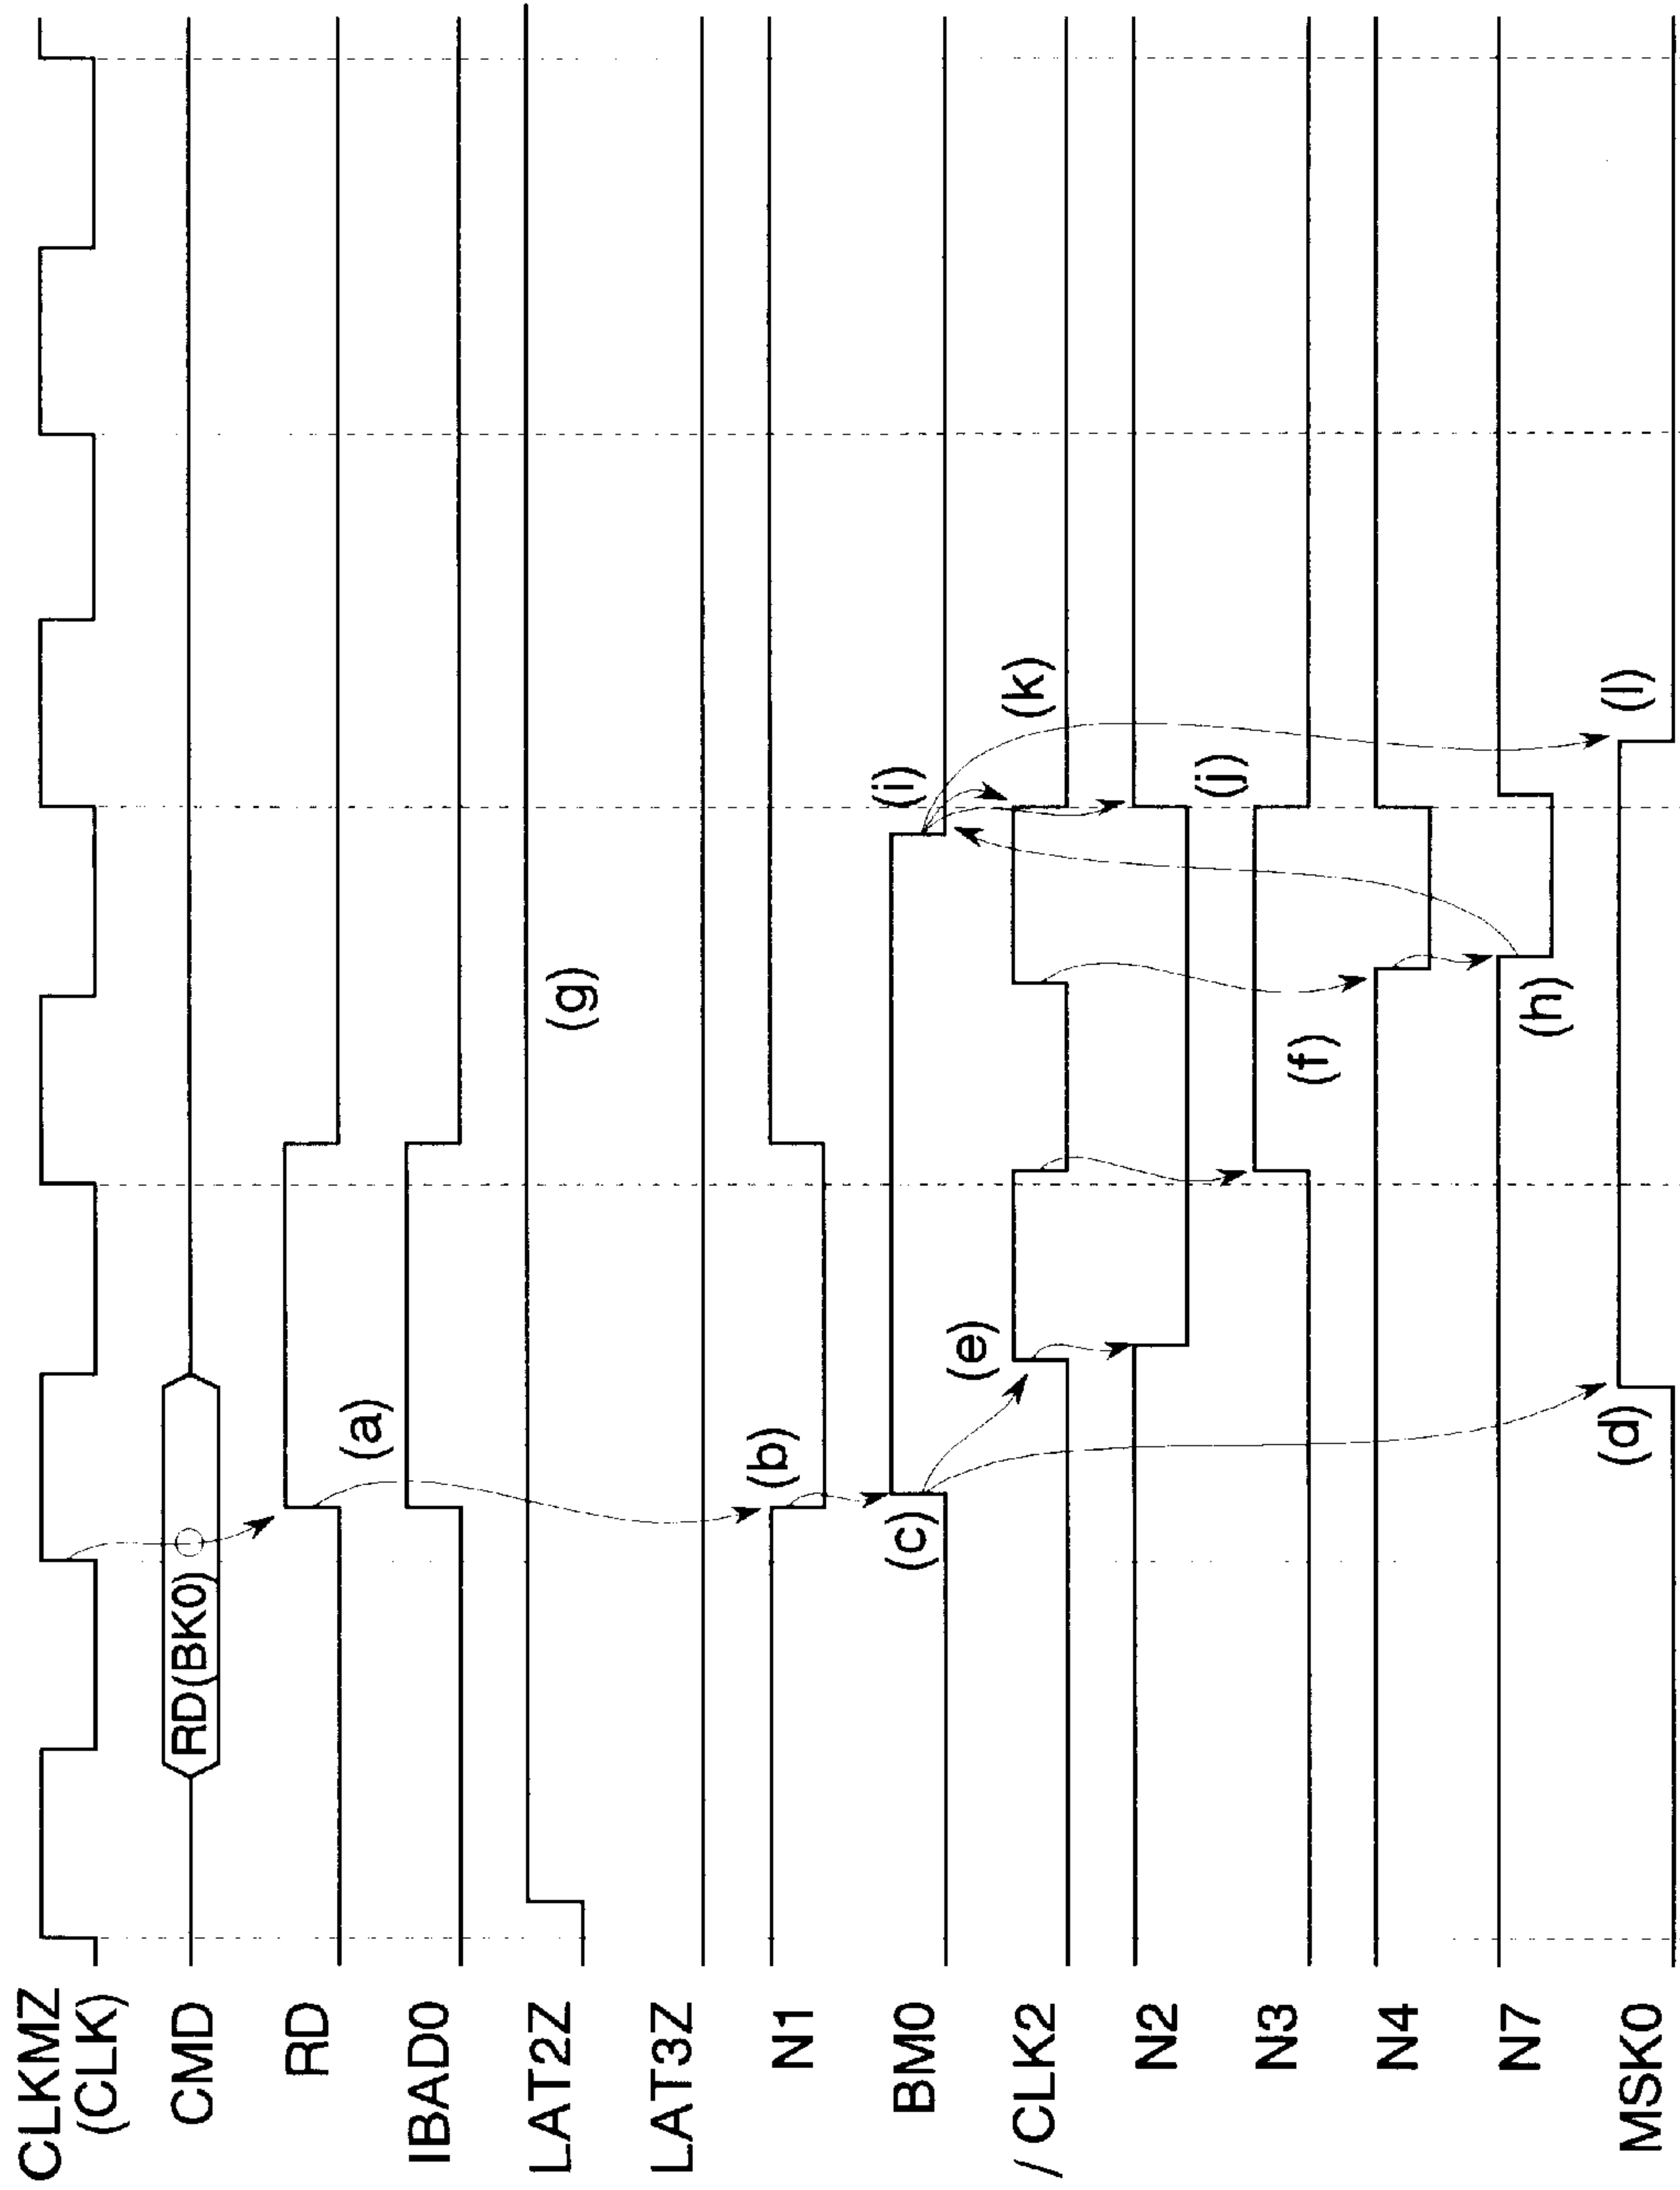 CLKMZ
(CLK)
CMD
RD(BK0)
RD
(a)
IBAD0
LAT2Z
(g)
LAT3Z
N1
(b)
BM0
(c)
(i)
/ CLK2
(e)
(k)
N2
N3
(j)
N4
(f)
N7
(h)
MSK0
(d)
(l)